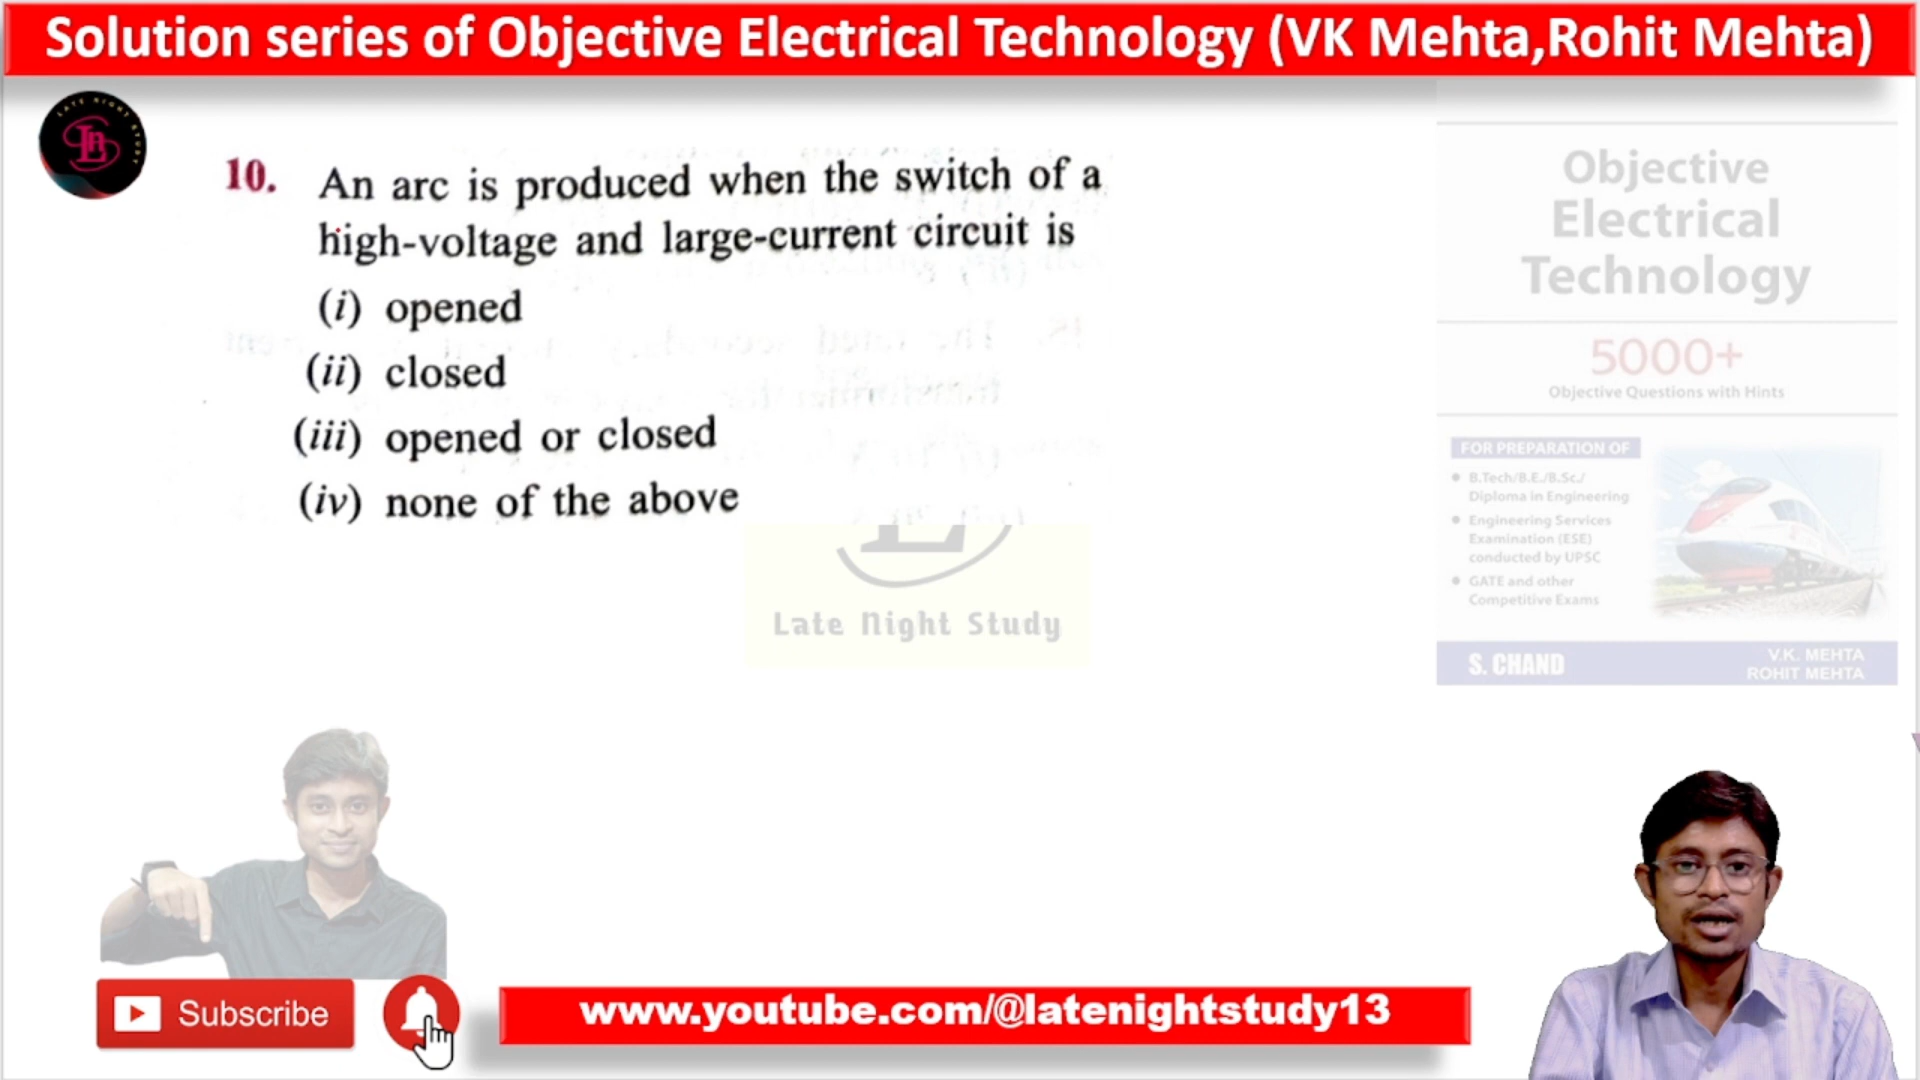 Solution series of Objective Electrical Technology (VK Mehta,Rohit Mehta)
LATE NIGHT STUDY
10. An arc is produced when the switch of a
high-voltage and large-current circuit is
(i) opened
(ii) closed
(iii) opened or closed
(iv) none of the above
Late Night Study
Objective
Electrical
Technology
5000+
Objective Questions with Hints
FOR PREPARATION OF
• B.Tech/B.E./B.Sc./
Diploma in Engineering
• Engineering Services
Examination (ESE)
conducted by UPSC
• GATE and other
Competitive Exams
S. CHAND
V.K. MEHTA
ROHIT MEHTA
Subscribe
www.youtube.com/@latenightstudy13